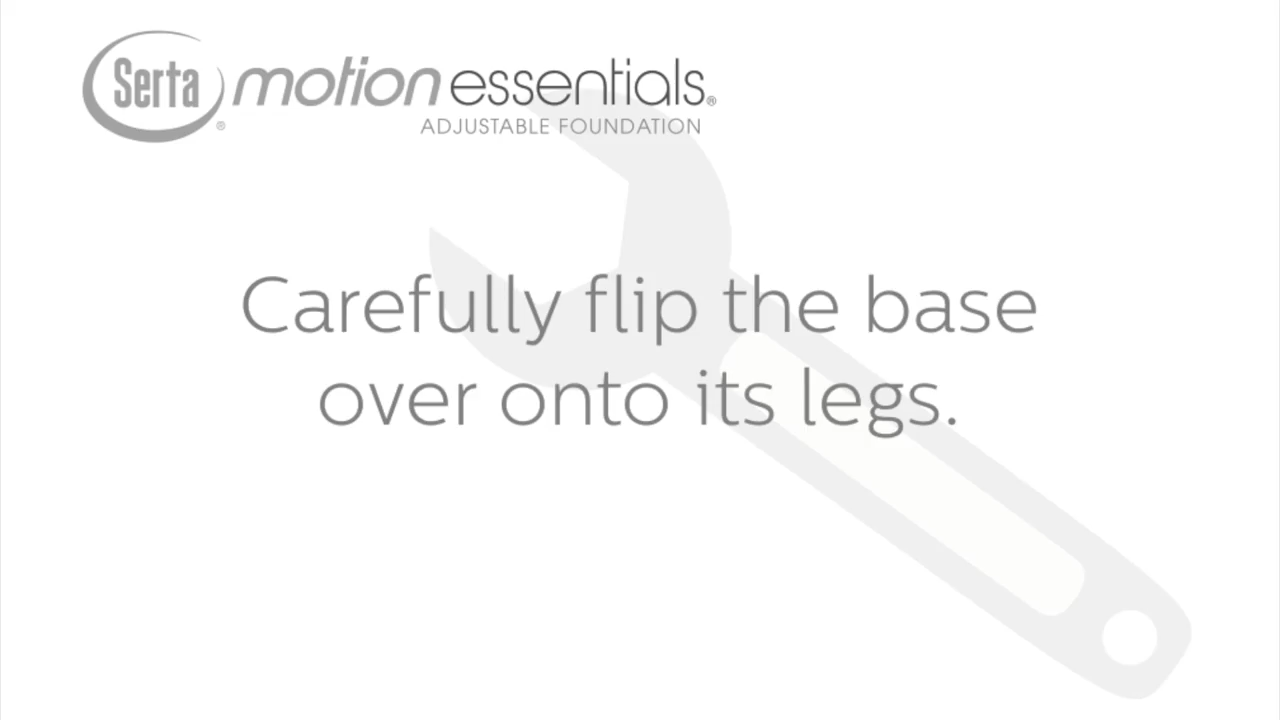 Serta® motion essentials®
ADJUSTABLE FOUNDATION
Carefully flip the base
over onto its legs.